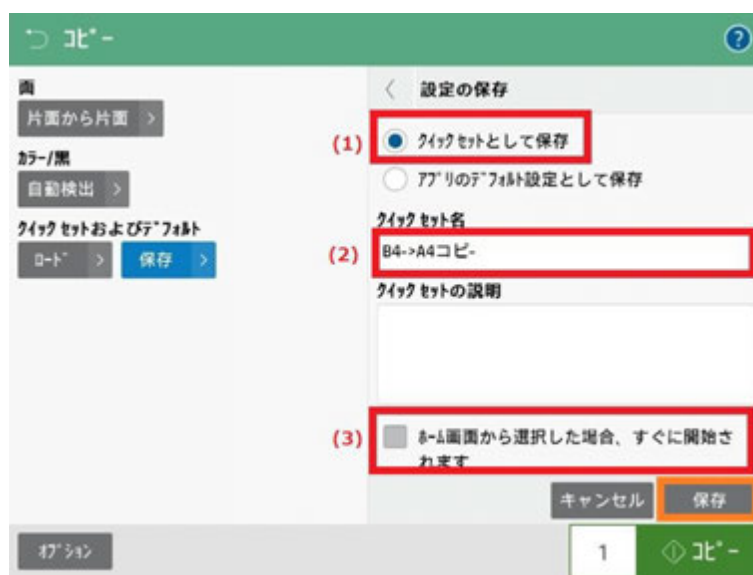 コピー
?
面
片面から片面 >
カラー/黒
自動検出 >
クイック セットおよびデフォルト
ロード >
保存 >
設定の保存
(1)
クイック セットとして保存
アプリのデフォルト設定として保存
クイック セット名
(2)
B4->A4コピ-
クイック セットの説明
(3)
ホーム画面から選択した場合、すぐに開始さ
れます
キャンセル
保存
オプション
1
コピー